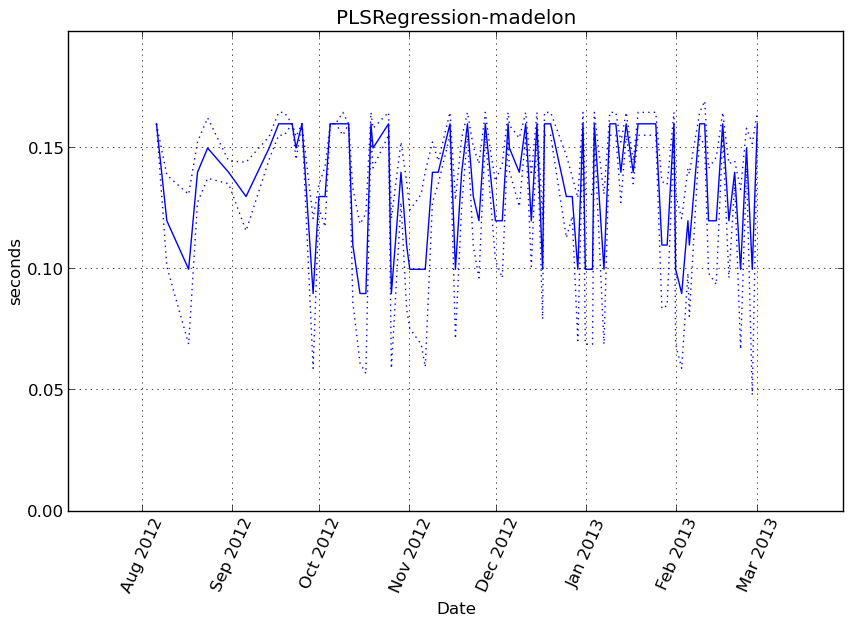 PLSRegression-madelon
seconds
0.15
0.10
0.05
0.00
Aug 2012
Sep 2012
Oct 2012
Nov 2012
Dec 2012
Jan 2013
Feb 2013
Mar 2013
Date